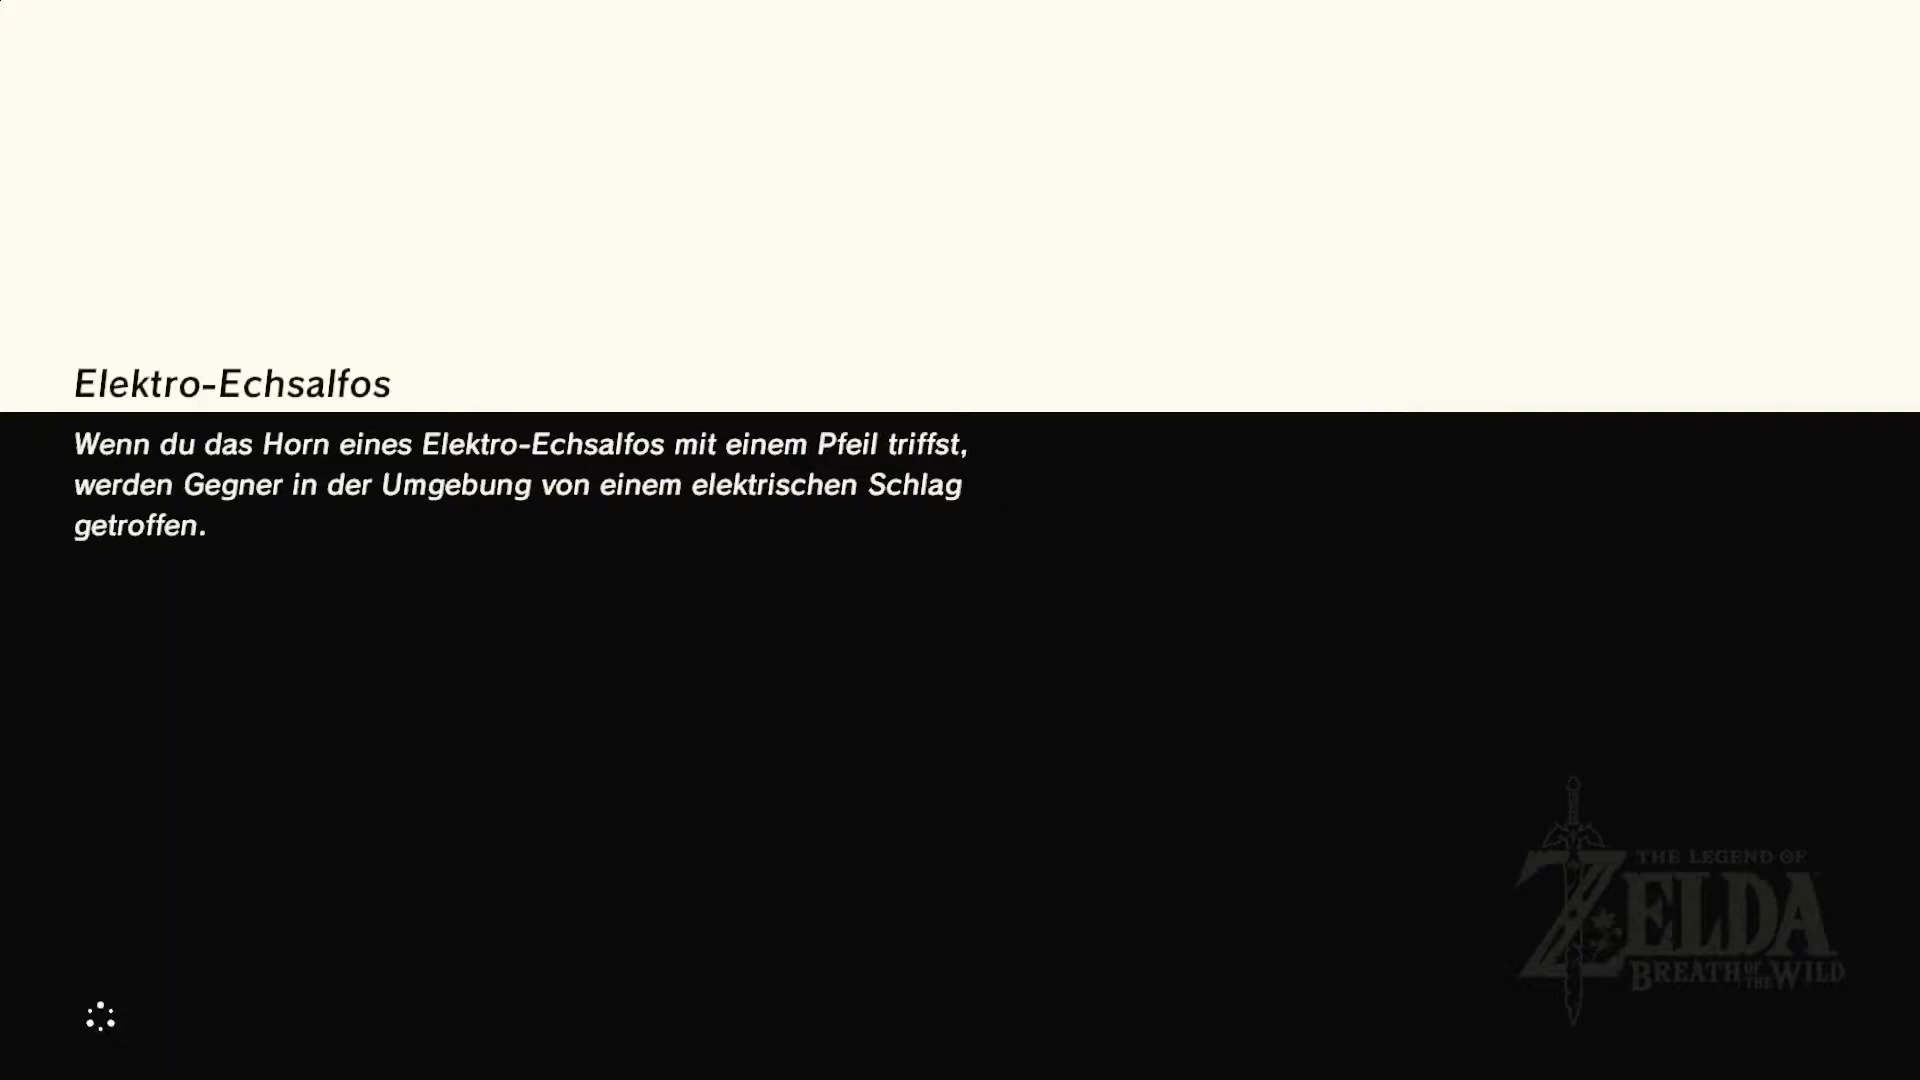 Elektro-Echsalfos
Wenn du das Horn eines Elektro-Echsalfos mit einem Pfeil triffst,
werden Gegner in der Umgebung von einem elektrischen Schlag
getroffen.
THE LEGEND OF
ZELDA
BREATH OF THE WILD